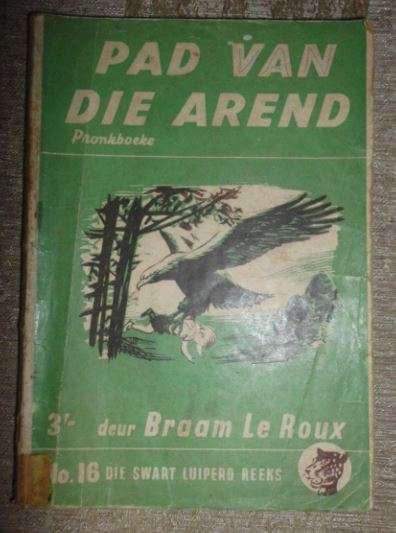 PAD VAN
DIE AREND
Pronkboeke
3/- deur Braam Le Roux
No. 16 DIE SWART LUIPERD REEKS